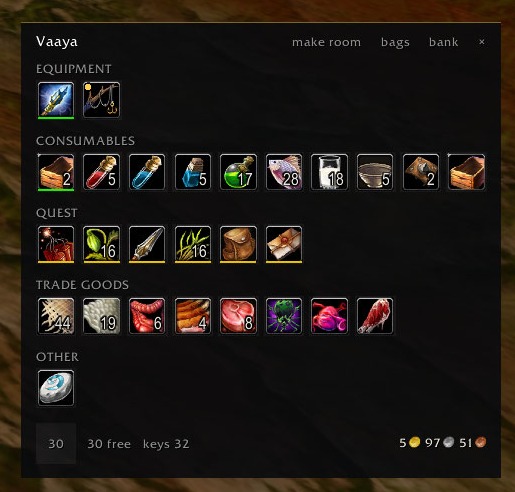 Vaaya make room bags bank ×
EQUIPMENT
CONSUMABLES
2 5 5 17 28 18 5 2
QUEST
16 16
TRADE GOODS
44 19 6 4 8
OTHER
30 30 free keys 32 5 97 51